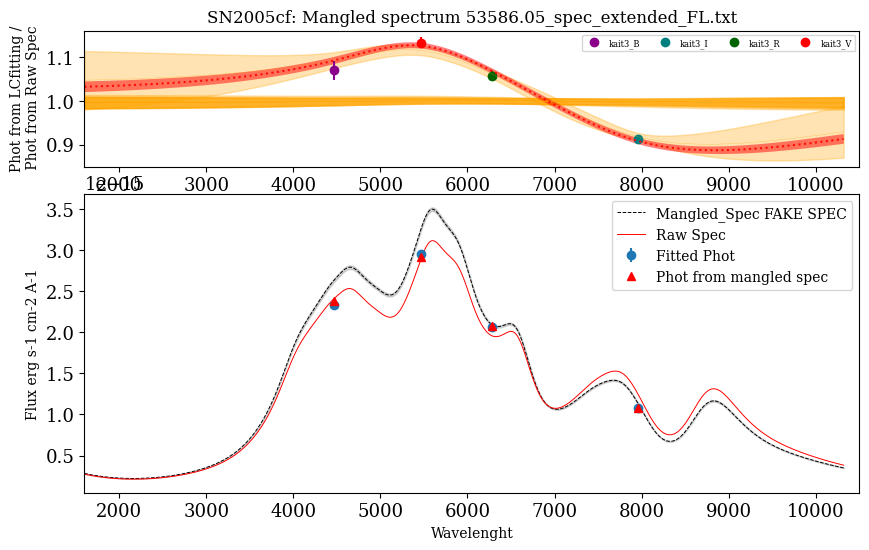 SN2005cf: Mangled spectrum 53586.05_spec_extended_FL.txt
Phot from LCfitting /
Phot from Raw Spec
1.1
1.0
0.9
kait3_B kait3_I kait3_R kait3_V
2000 3000 4000 5000 6000 7000 8000 9000 10000
1e−15
Flux erg s-1 cm-2 A-1
3.5
3.0
2.5
2.0
1.5
1.0
0.5
Mangled_Spec FAKE SPEC
Raw Spec
Fitted Phot
Phot from mangled spec
2000 3000 4000 5000 6000 7000 8000 9000 10000
Wavelenght